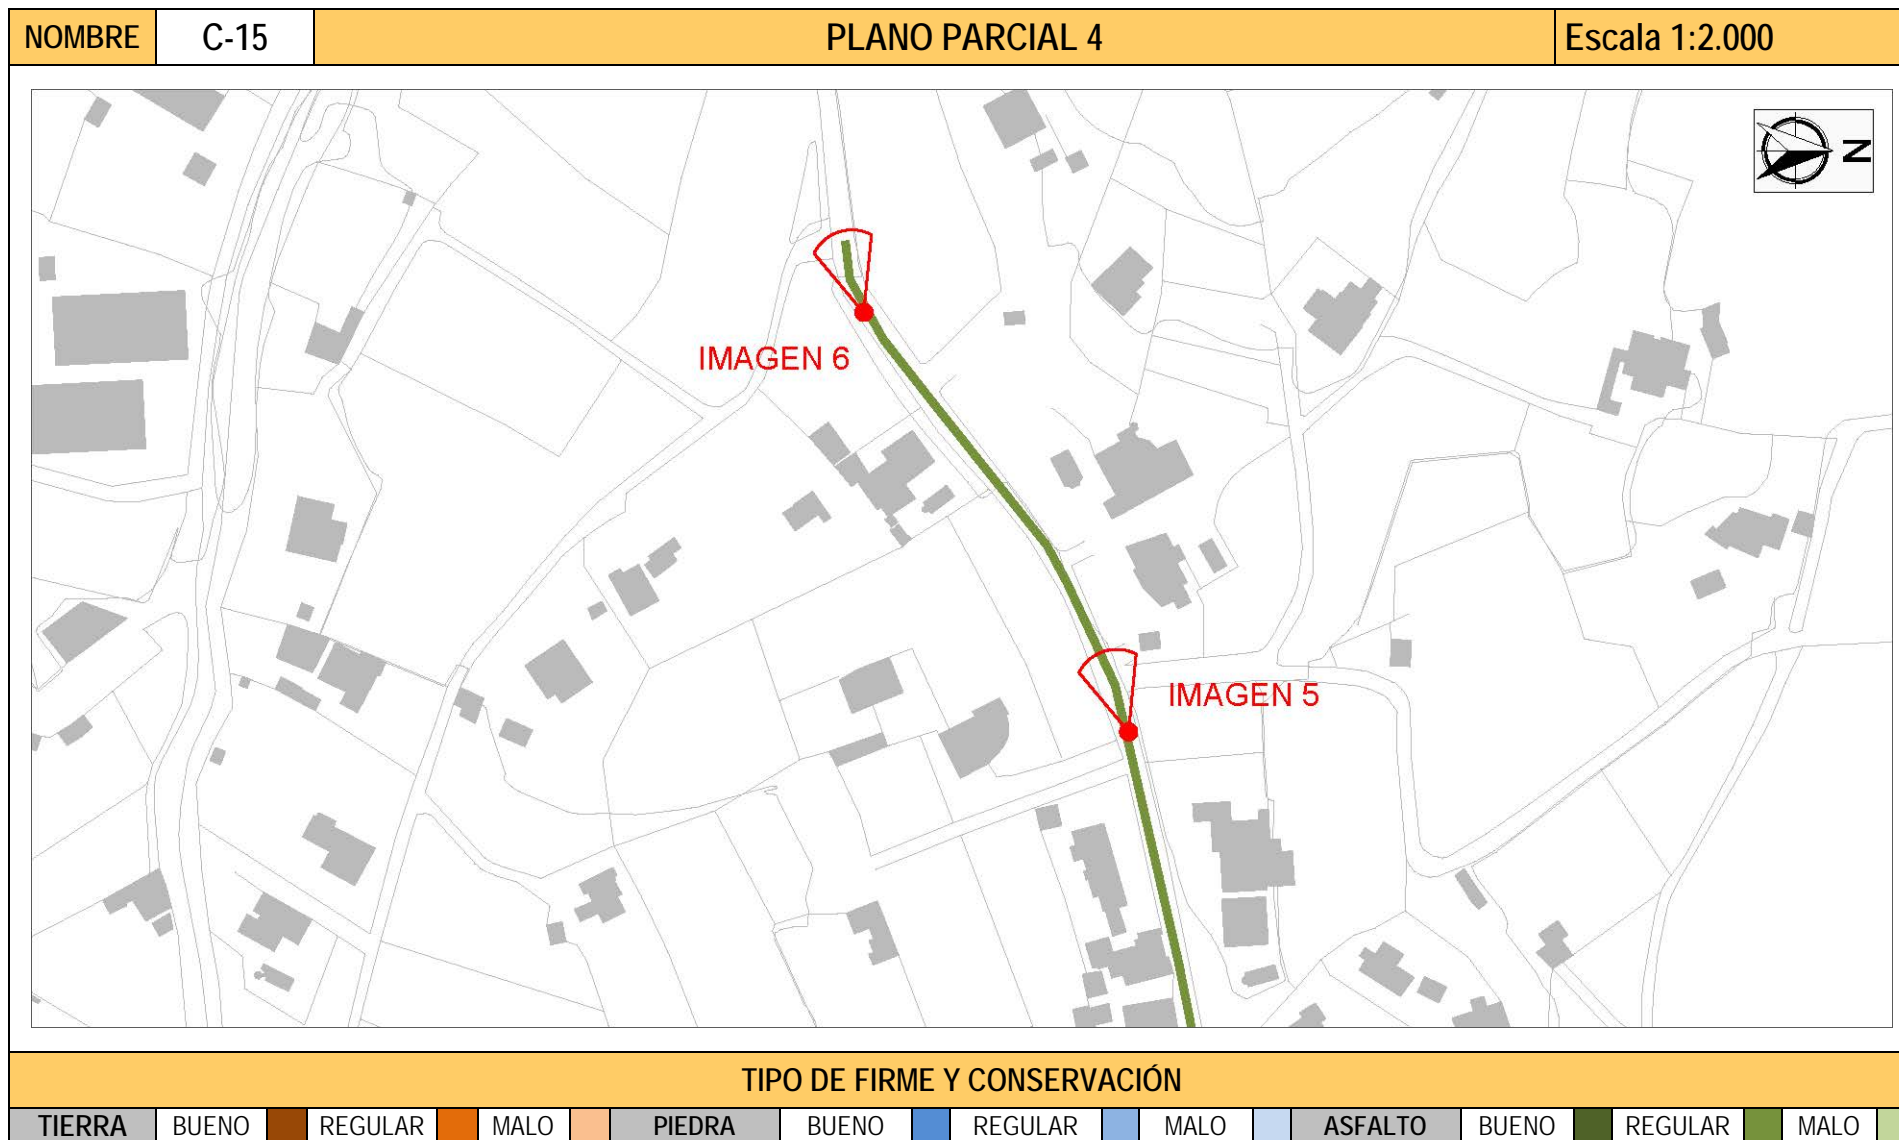 NOMBRE C-15 PLANO PARCIAL 4 Escala 1:2.000
N
IMAGEN 6
IMAGEN 5
TIPO DE FIRME Y CONSERVACIÓN
TIERRA BUENO REGULAR MALO PIEDRA BUENO REGULAR MALO ASFALTO BUENO REGULAR MALO